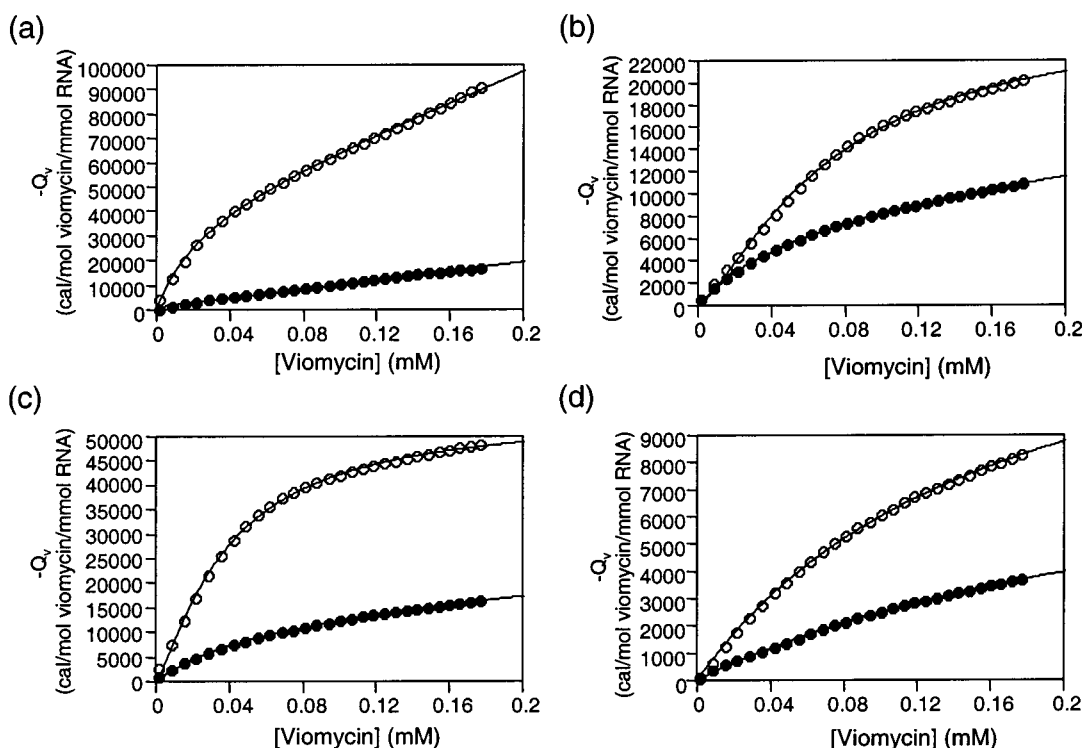 (a)
-Qv
(cal/mol viomycin/mmol RNA)
100000
90000
80000
70000
60000
50000
40000
30000
20000
10000
0
0 0.04 0.08 0.12 0.16 0.2
[Viomycin] (mM)
(b)
-Qv
(cal/mol viomycin/mmol RNA)
22000
20000
18000
16000
14000
12000
10000
8000
6000
4000
2000
0
0 0.04 0.08 0.12 0.16 0.2
[Viomycin] (mM)
(c)
-Qv
(cal/mol viomycin/mmol RNA)
50000
45000
40000
35000
30000
25000
20000
15000
10000
5000
0
0 0.04 0.08 0.12 0.16 0.2
[Viomycin] (mM)
(d)
-Qv
(cal/mol viomycin/mmol RNA)
9000
8000
7000
6000
5000
4000
3000
2000
1000
0
0 0.04 0.08 0.12 0.16 0.2
[Viomycin] (mM)